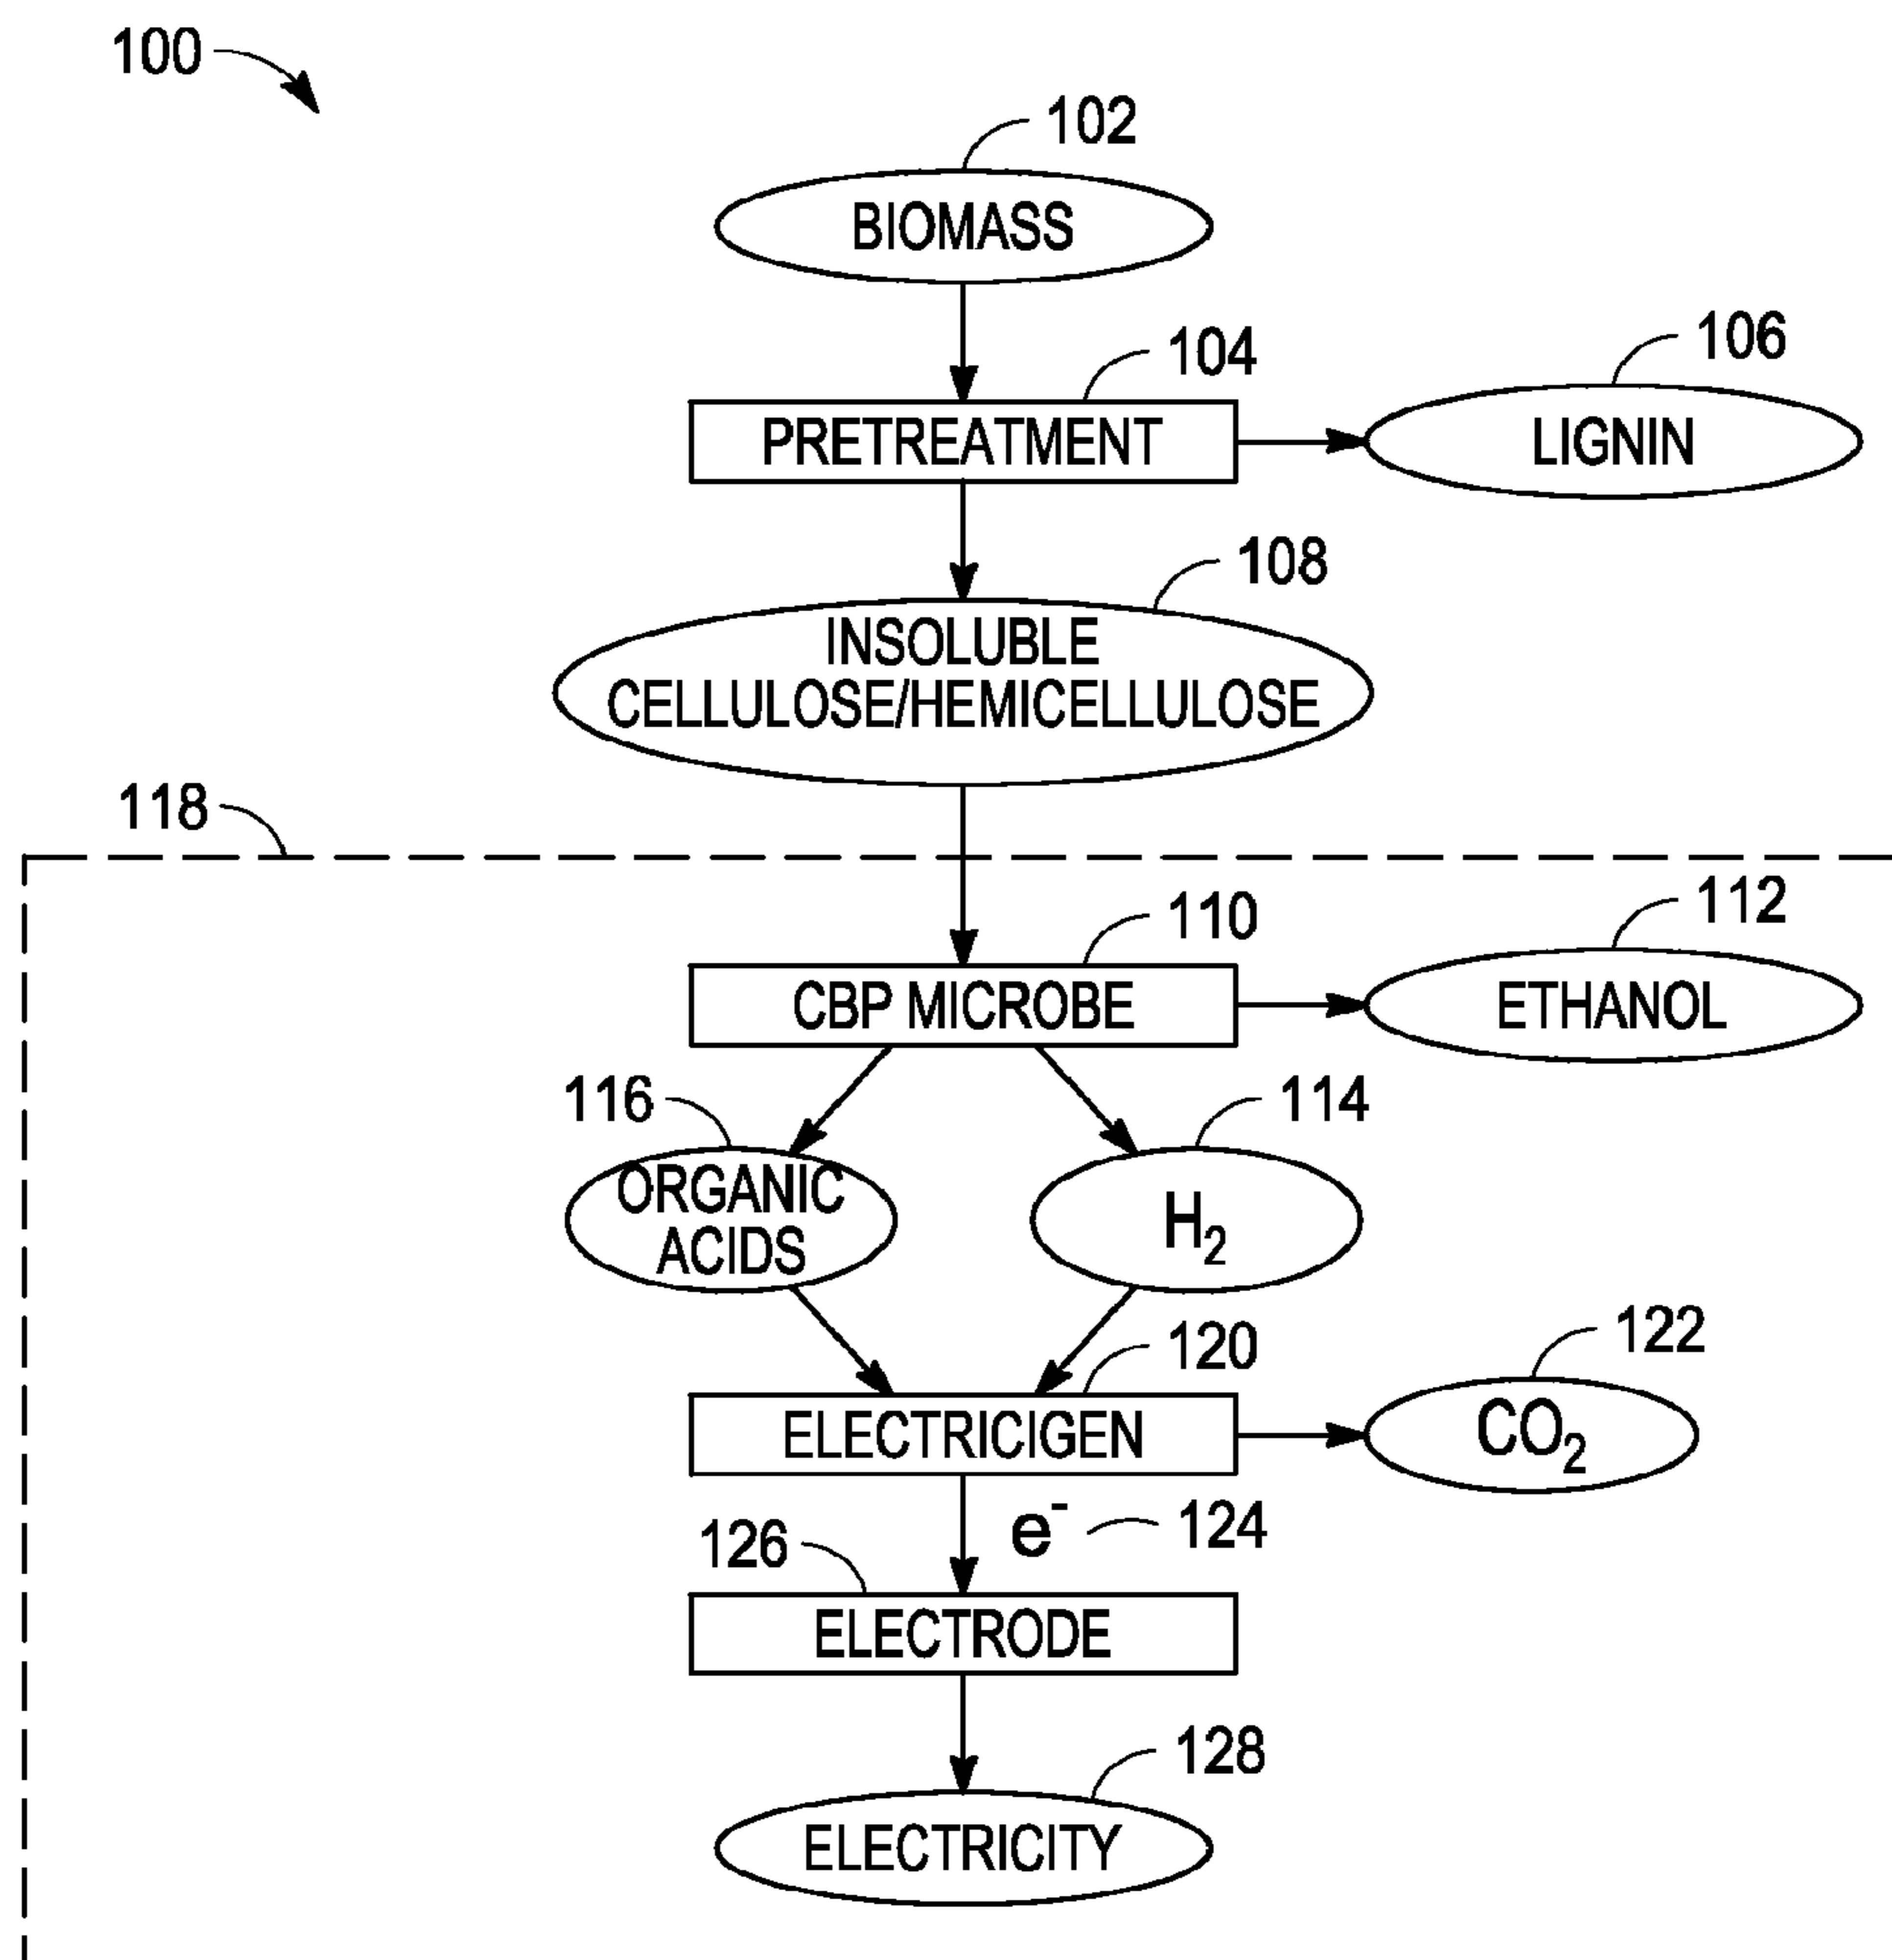 100
102
BIOMASS
104
106
PRETREATMENT
LIGNIN
108
INSOLUBLE
CELLULOSE/HEMICELLULOSE
118
110
112
CBP MICROBE
ETHANOL
116
114
ORGANIC
ACIDS
H₂
120
122
ELECTRICIGEN
CO₂
e⁻
124
126
ELECTRODE
128
ELECTRICITY